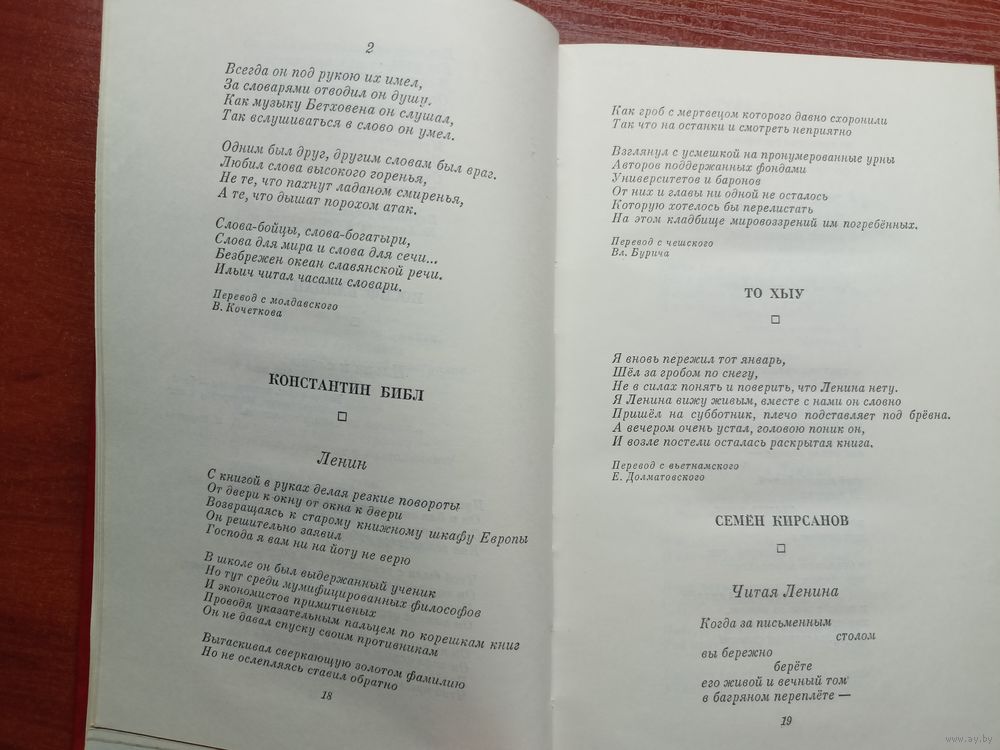 2
Всегда он под рукою их имел,
За словарями отводил он душу.
Как музыку Бетховена он слушал,
Так вслушиваться в слово он умел.
Одним был друг, другим словам был враг.
Любил слова высокого горенья,
Не те, что пахнут ладаном смиренья,
А те, что дышат порохом атак.
Слова-бойцы, слова-богатыри,
Слова для мира и слова для сечи...
Безбрежен океан славянской речи.
Ильич читал часами словари.
Перевод с молдавского
В. Кочеткова
КОНСТАНТИН БИБЛ
Ленин
С книгой в руках делая резкие повороты
От двери к окну от окна к двери
Возвращаясь к старому книжному шкафу Европы
Он решительно заявил
Господа я вам ни на йоту не верю
В школе он был выдержанный ученик
Но тут среди мумифицированных философов
И экономистов примитивных
Проводя указательным пальцем по корешкам книг
Он не давал спуску своим противникам
Вытаскивал сверкающую золотом фамилию
Но не ослепляясь ставил обратно
18
Как гроб с мертвецом которого давно схоронили
Так что на останки и смотреть неприятно
Взглянул с усмешкой на пронумерованные урны
Авторов поддержанных фондами
Университетов и баронов
От них и главы ни одной не осталось
Которую хотелось бы перелистать
На этом кладбище мировоззрений им погребённых.
Перевод с чешского
Вл. Бурича
ТО ХЫУ
Я вновь пережил тот январь,
Шёл за гробом по снегу,
Не в силах понять и поверить, что Ленина нету.
Я Ленина вижу живым, вместе с нами он словно
Пришёл на субботник, плечо подставляет под брёвна.
А вечером очень устал, головою поник он,
И возле постели осталась раскрытая книга.
Перевод с вьетнамского
Е. Долматовского
СЕМЁН КИРСАНОВ
Читая Ленина
Когда за письменным
столом
вы бережно
берёте
его живой и вечный том
в багряном переплёте —
19
www.ay.by